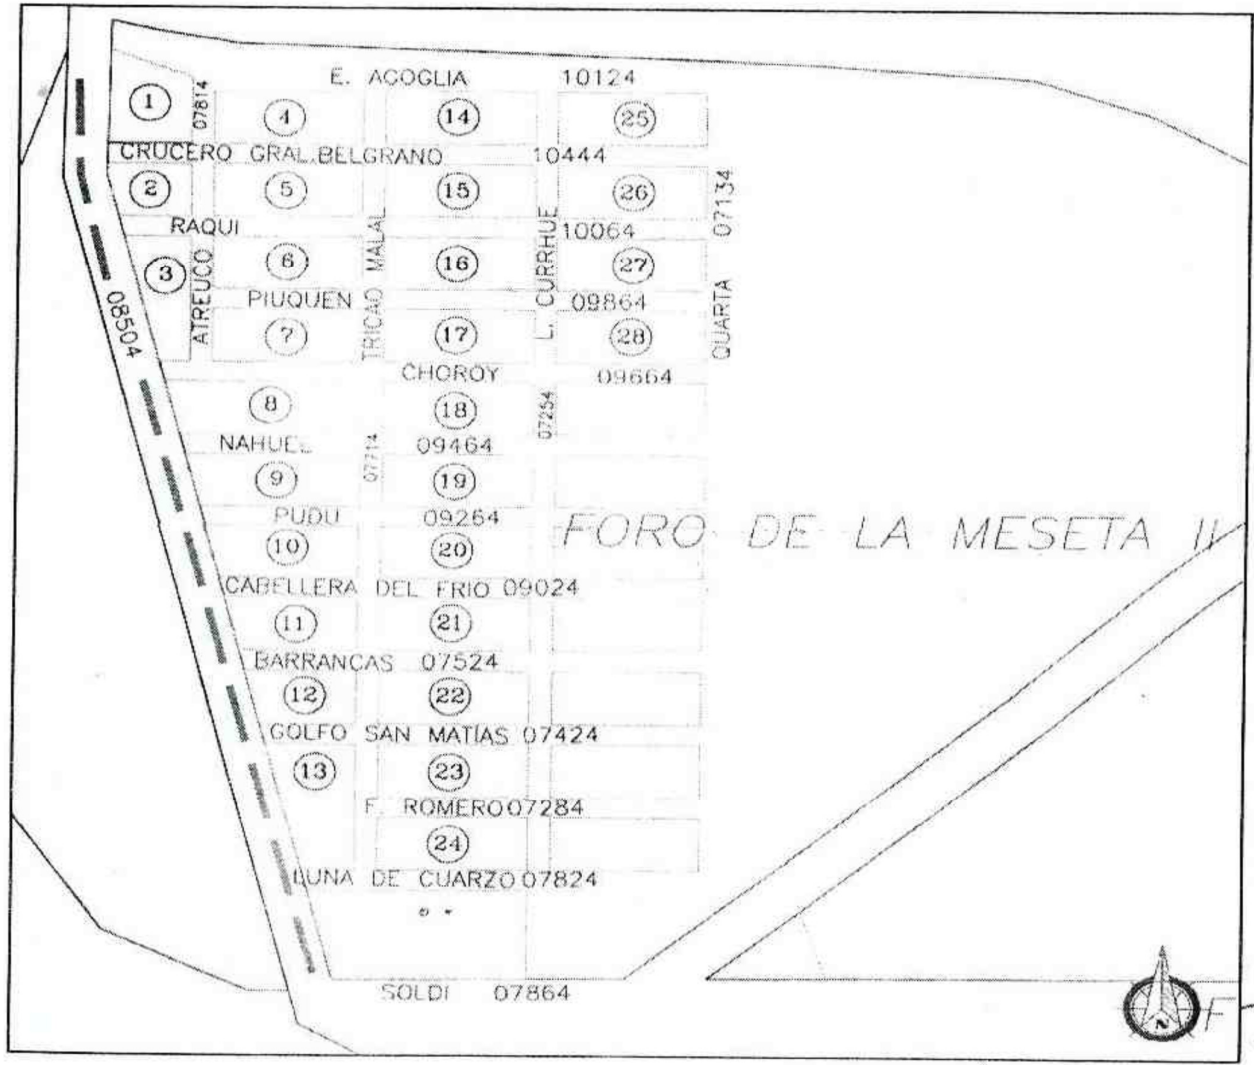 E. ACOGLIA 10124
1
07814
4
14
25
CRUCERO GRAL.BELGRANO 10444
2
5
15
26
RAQUI 10064
3
ATREUCO
6
TRICAO MALAL
16
L. CURRHUE
27
QUARTA 07134
PIUQUEN 09864
08504
7
17
28
CHOROY 09664
8
18
07254
NAHUEL 09464
9
07714
19
PUDU 09264
FORO DE LA MESETA II
10
20
CABELLERA DEL FRIO 09024
11
21
BARRANCAS 07524
12
22
GOLFO SAN MATÍAS 07424
13
23
F. ROMERO 07284
24
LUNA DE CUARZO 07824
SOLDI 07864
N
F